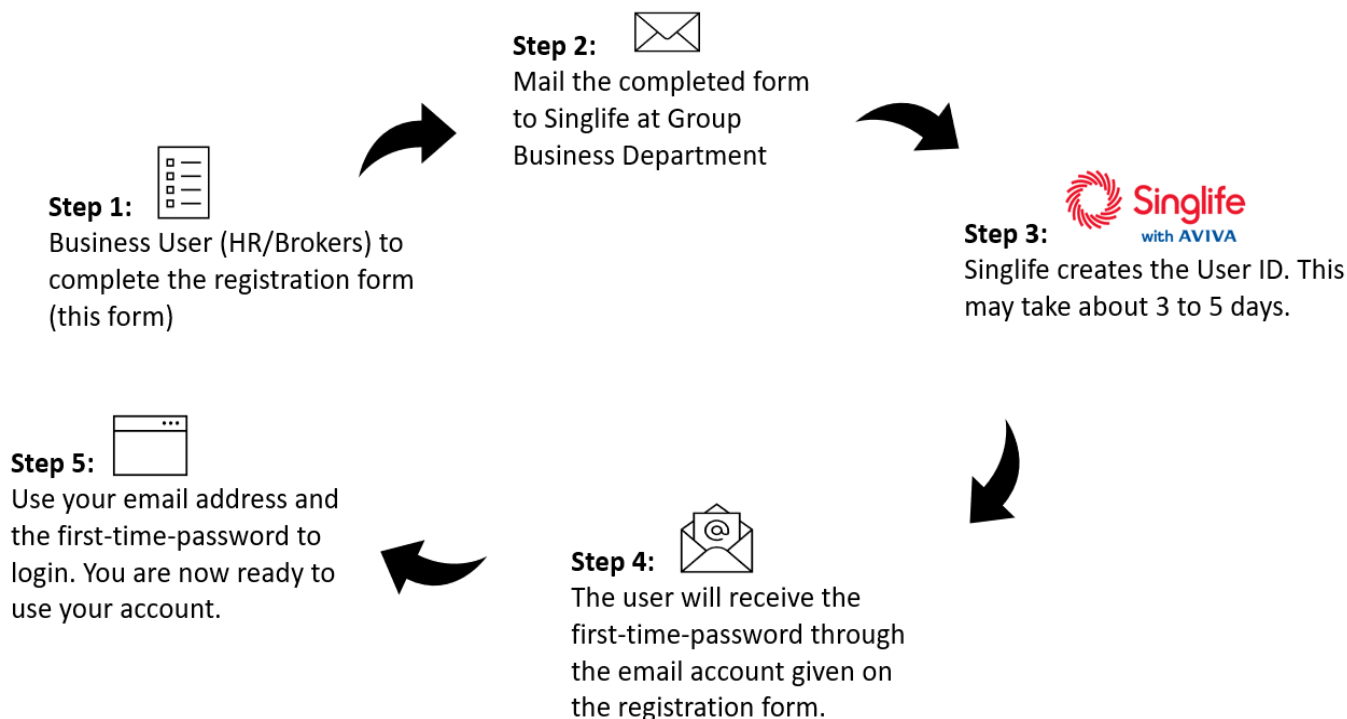 Step 1:
Business User (HR/Brokers) to
complete the registration form
(this form)
Step 2:
Mail the completed form
to Singlife at Group
Business Department
Singlife
with AVIVA
Step 3:
Singlife creates the User ID. This
may take about 3 to 5 days.
Step 4:
The user will receive the
first-time-password through
the email account given on
the registration form.
Step 5:
Use your email address and
the first-time-password to
login. You are now ready to
use your account.